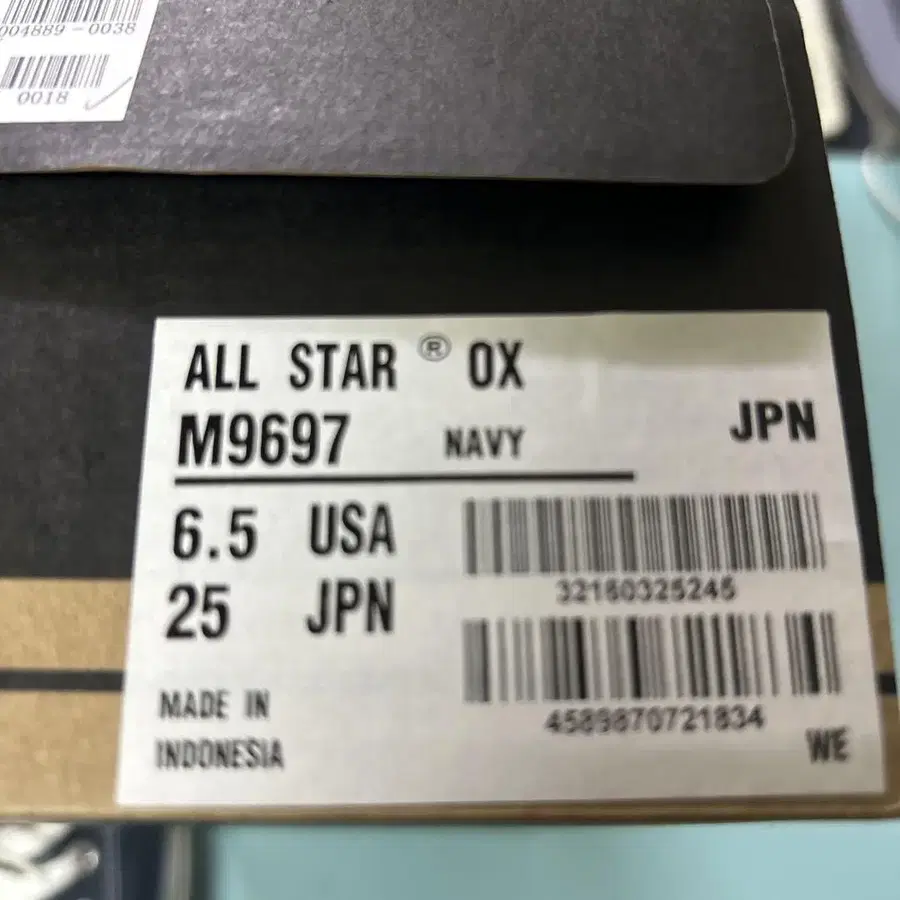 004889-0038
0018
ALL STAR ® OX
M9697 NAVY JPN
6.5 USA
25 JPN
32160325245
4589870721834
MADE IN
INDONESIA
WE